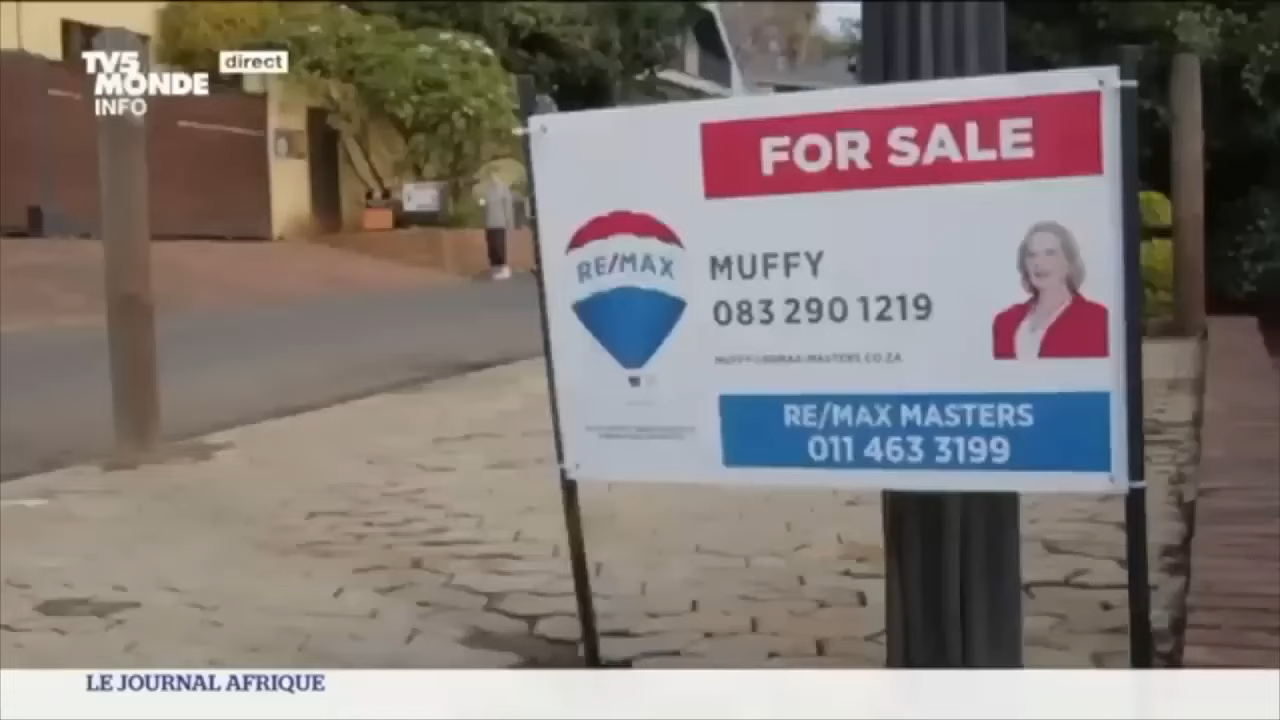 TV5
MONDE
INFO
direct
FOR SALE
RE/MAX
MUFFY
083 290 1219
RE/MAX MASTERS
011 463 3199
LE JOURNAL AFRIQUE